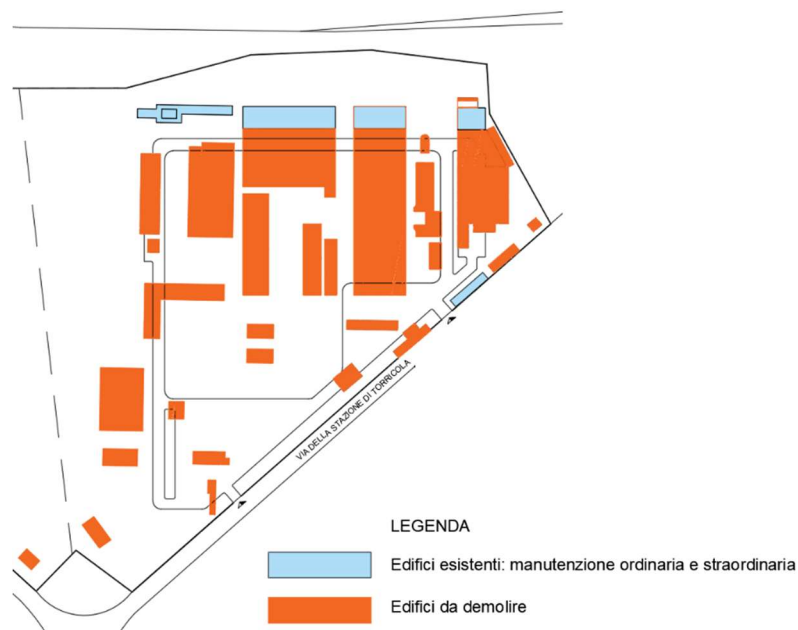 VIA DELLA STAZIONE DI TORRICOLA
LEGENDA
Edifici esistenti: manutenzione ordinaria e straordinaria
Edifici da demolire